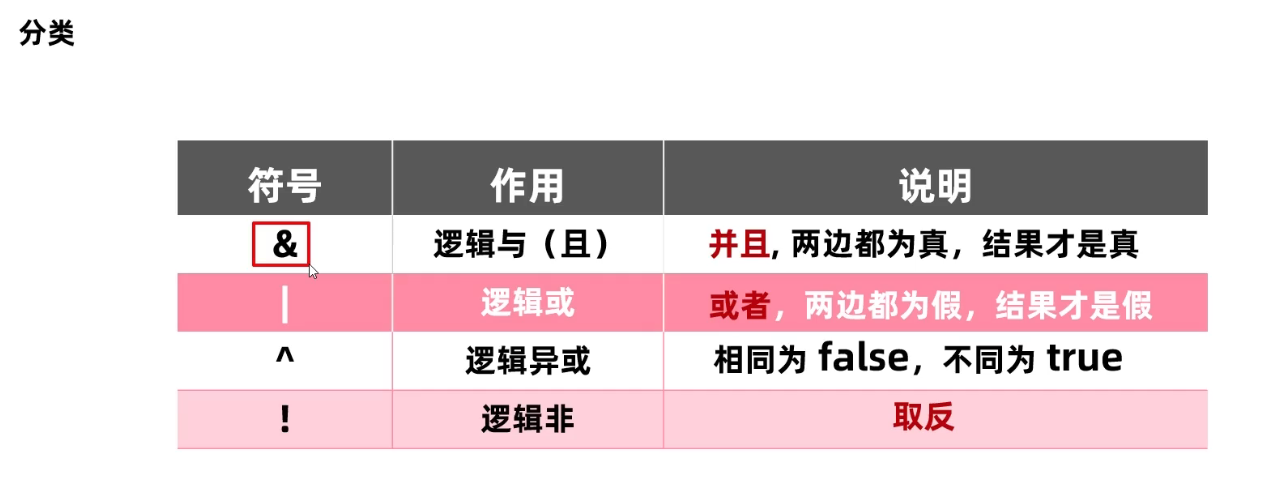 分类
符号 作用 说明
& 逻辑与（且） 并且, 两边都为真，结果才是真
| 逻辑或 或者，两边都为假，结果才是假
^ 逻辑异或 相同为 false，不同为 true
! 逻辑非 取反